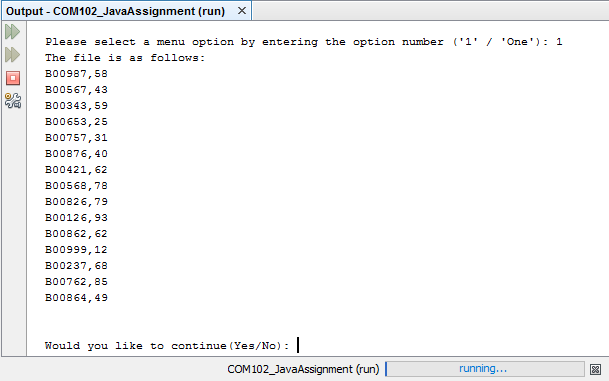 Output - COM102_JavaAssignment (run)
Please select a menu option by entering the option number ('1' / 'One'): 1
The file is as follows:
B00987,58
B00567,43
B00343,59
B00653,25
B00757,31
B00876,40
B00421,62
B00568,78
B00826,79
B00126,93
B00862,62
B00999,12
B00237,68
B00762,85
B00864,49
Would you like to continue(Yes/No):
COM102_JavaAssignment (run) running...